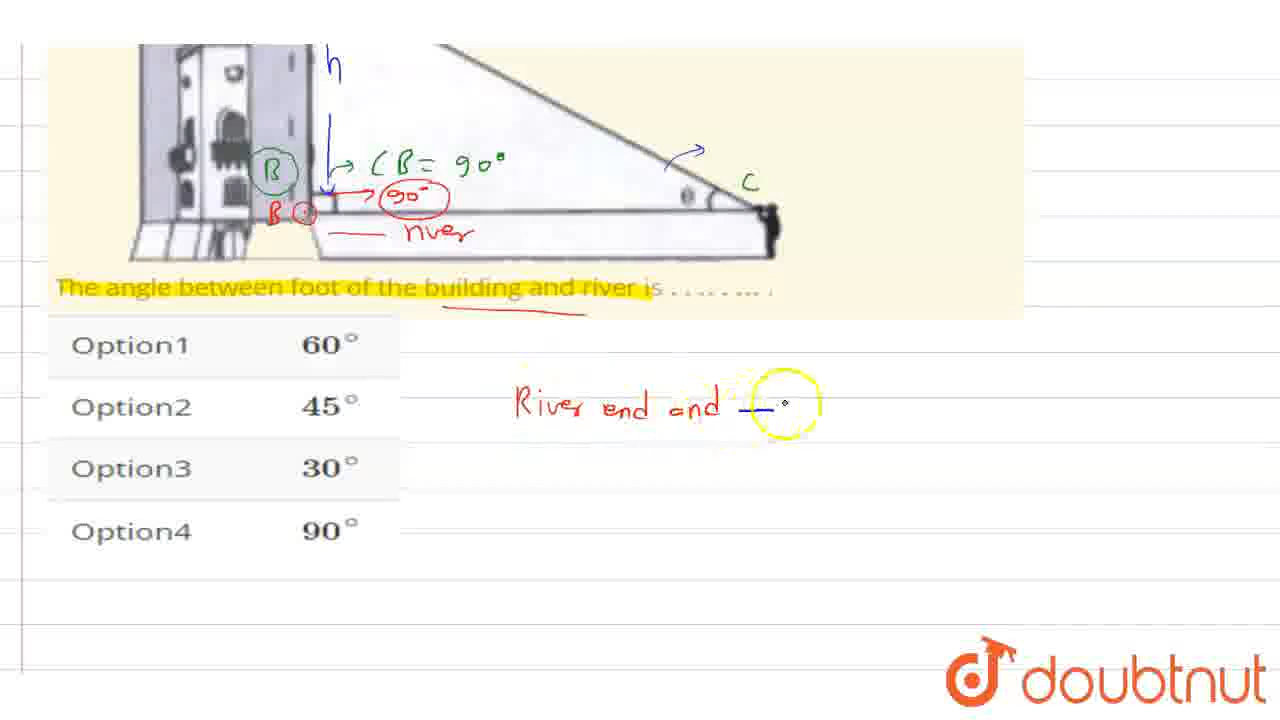 h
B
∠B = 90°
90°
θ
C
B
river
The angle between foot of the building and river is . . . . . ... .
Option1 60°
Option2 45°
Option3 30°
Option4 90°
River end and —
doubtnut